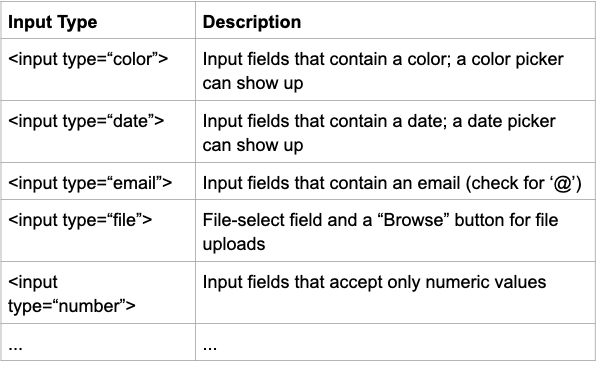 Input Type Description
<input type=“color”> Input fields that contain a color; a color picker
can show up
<input type=“date”> Input fields that contain a date; a date picker
can show up
<input type=“email”> Input fields that contain an email (check for ‘@’)
<input type=“file”> File-select field and a “Browse” button for file
uploads
<input Input fields that accept only numeric values
type=“number”>
... ...